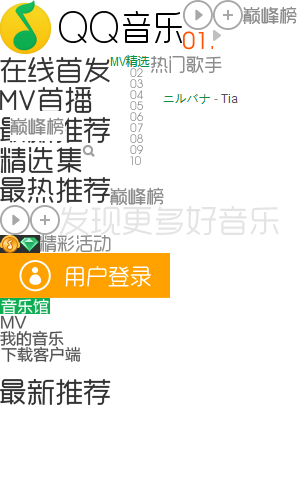 QQ音乐
巅峰榜
01.
在线首发
MV精选
热门歌手
02
03
04
05
06
07
08
09
10
ニルバナ - Tia
MV首播
最新推荐
巅峰榜
精选集
最热推荐
巅峰榜
发现更多好音乐
精彩活动
用户登录
音乐馆
MV
我的音乐
下载客户端
最新推荐